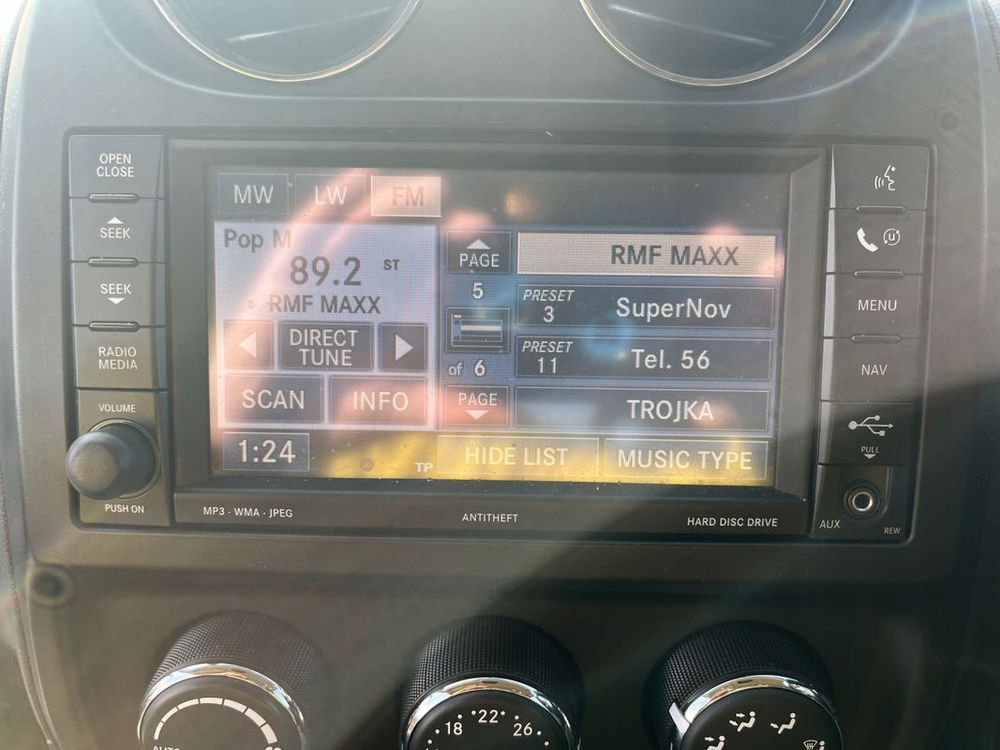 OPEN
CLOSE
SEEK
SEEK
RADIO
MEDIA
VOLUME
PUSH ON
MW LW FM
Pop M
89.2 ST
RMF MAXX
DIRECT
TUNE
SCAN INFO
1:24
TP
PAGE
5
of 6
PAGE
RMF MAXX
PRESET
3
SuperNov
PRESET
11
Tel. 56
TROJKA
HIDE LIST MUSIC TYPE
MP3 · WMA · JPEG ANTITHEFT HARD DISC DRIVE
MENU
NAV
PULL
AUX
REW
18 · 22° · 26
AUTO